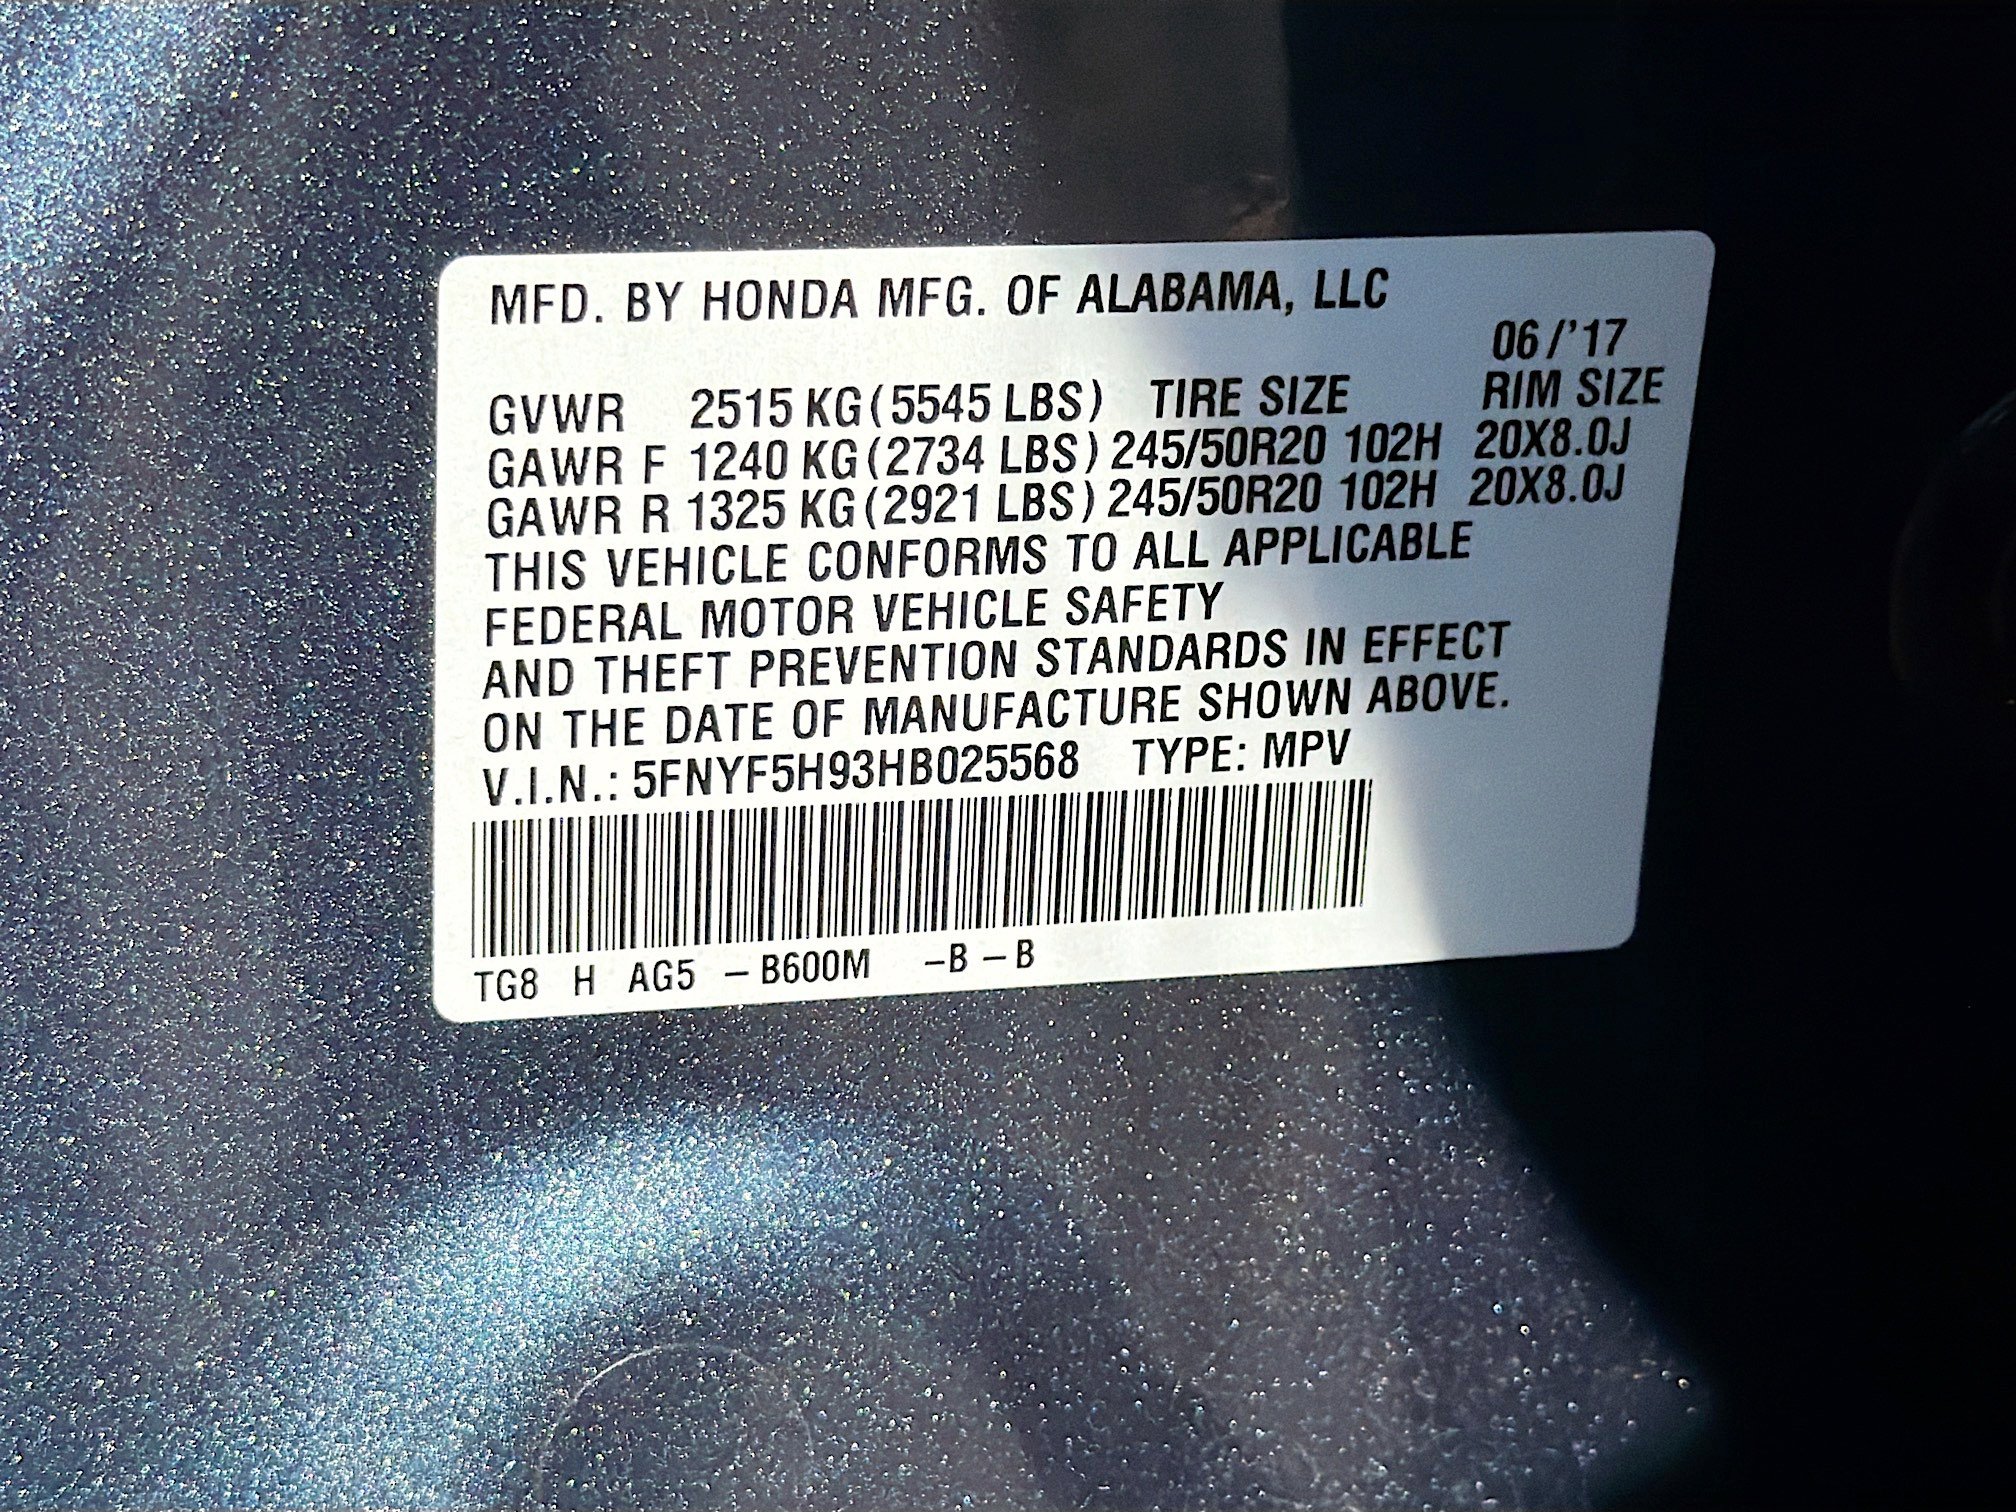 MFD. BY HONDA MFG. OF ALABAMA, LLC
06/'17
GVWR 2515 KG (5545 LBS) TIRE SIZE RIM SIZE
GAWR F 1240 KG (2734 LBS) 245/50R20 102H 20X8.0J
GAWR R 1325 KG (2921 LBS) 245/50R20 102H 20X8.0J
THIS VEHICLE CONFORMS TO ALL APPLICABLE
FEDERAL MOTOR VEHICLE SAFETY
AND THEFT PREVENTION STANDARDS IN EFFECT
ON THE DATE OF MANUFACTURE SHOWN ABOVE.
V.I.N.: 5FNYF5H93HB025568 TYPE: MPV
TG8 H AG5 – B600M –B – B